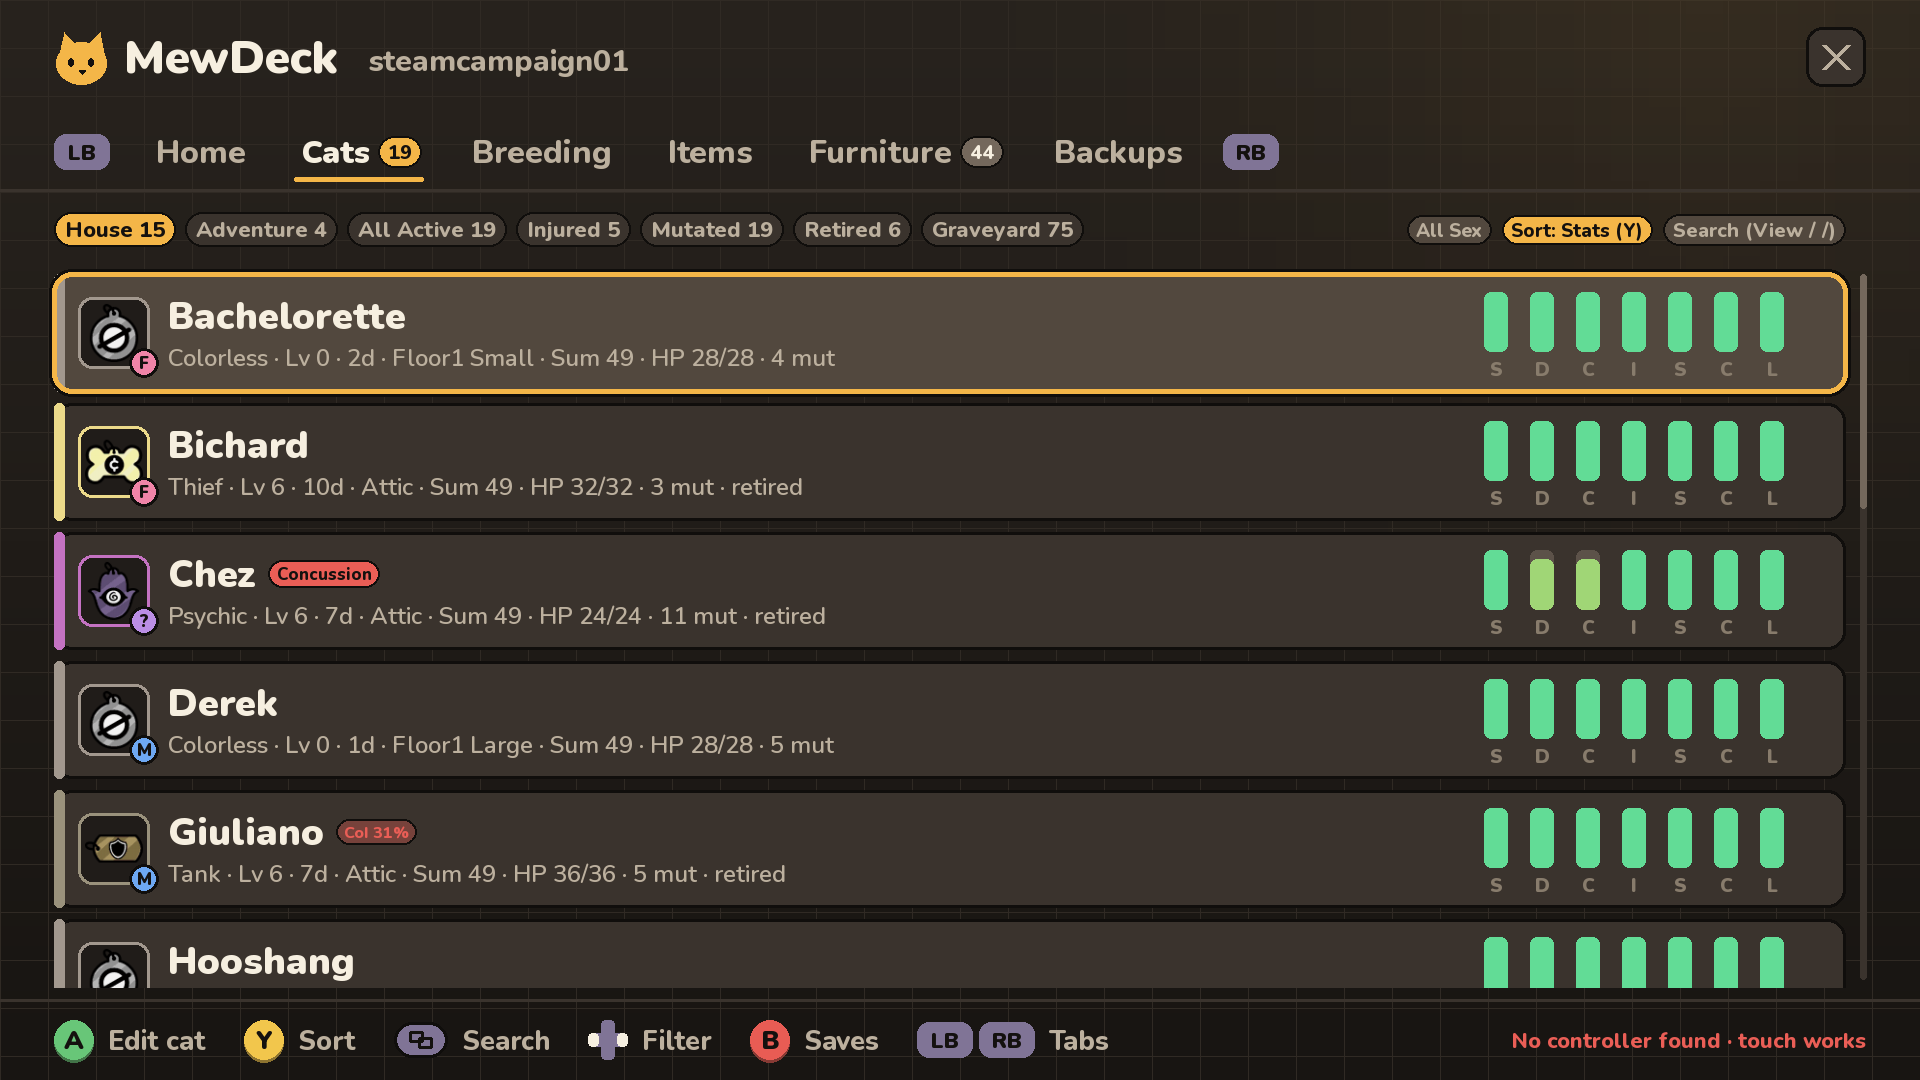 MewDeck steamcampaign01
LB Home Cats 19 Breeding Items Furniture 44 Backups RB
House 15 Adventure 4 All Active 19 Injured 5 Mutated 19 Retired 6 Graveyard 75 All Sex Sort: Stats (Y) Search (View / /)
Bachelorette
F Colorless · Lv 0 · 2d · Floor1 Small · Sum 49 · HP 28/28 · 4 mut
S D C I S C L
Bichard
F Thief · Lv 6 · 10d · Attic · Sum 49 · HP 32/32 · 3 mut · retired
S D C I S C L
Chez Concussion
? Psychic · Lv 6 · 7d · Attic · Sum 49 · HP 24/24 · 11 mut · retired
S D C I S C L
Derek
M Colorless · Lv 0 · 1d · Floor1 Large · Sum 49 · HP 28/28 · 5 mut
S D C I S C L
Giuliano Col 31%
M Tank · Lv 6 · 7d · Attic · Sum 49 · HP 36/36 · 5 mut · retired
S D C I S C L
Hooshang
A Edit cat Y Sort Search Filter B Saves LB RB Tabs No controller found · touch works